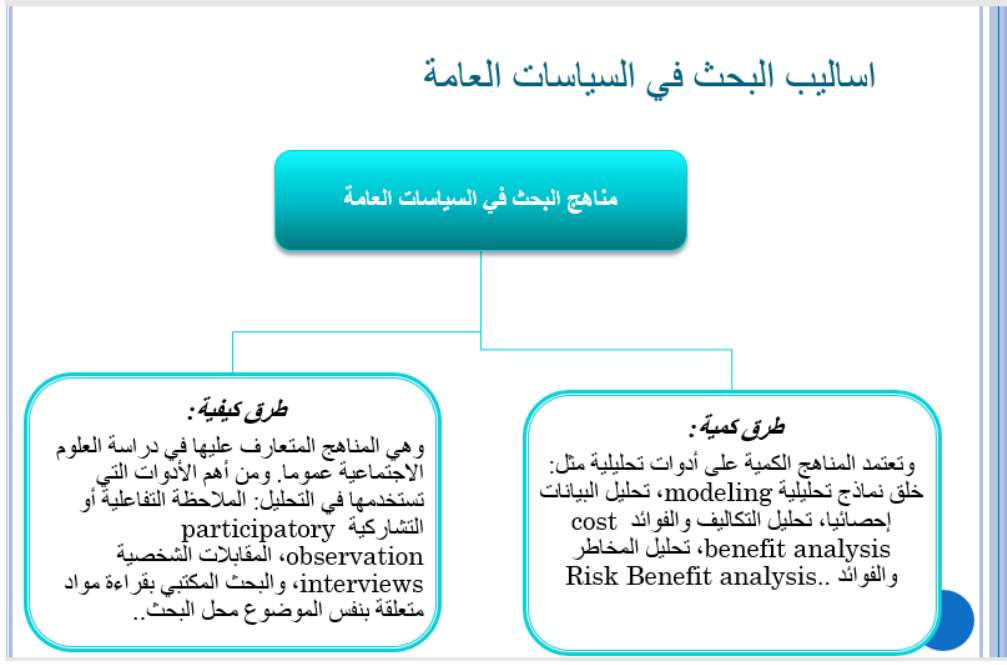 اساليب البحث في السياسات العامة
مناهج البحث في السياسات العامة
طرق كمية:
وتعتمد المناهج الكمية على أدوات تحليلية مثل:
خلق نماذج تحليلية modeling، تحليل البيانات
إحصائيا، تحليل التكاليف والفوائد cost
benefit analysis، تحليل المخاطر
والفوائد ..Risk Benefit analysis
طرق كيفية:
وهي المناهج المتعارف عليها في دراسة العلوم
الاجتماعية عموما. ومن أهم الأدوات التي
تستخدمها في التحليل: الملاحظة التفاعلية أو
التشاركية participatory
observation، المقابلات الشخصية
interviews، والبحث المكتبي بقراءة مواد
متعلقة بنفس الموضوع محل البحث..